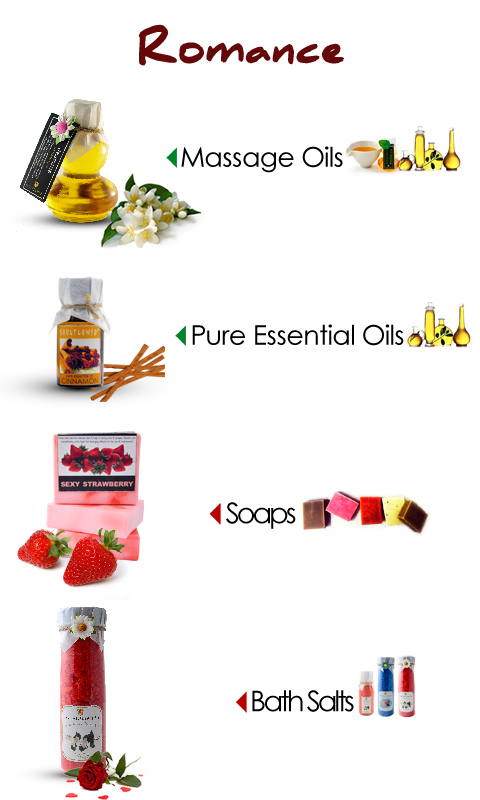 Romance
Massage Oils
SOULFLOWER
CINNAMON
Pure Essential Oils
SEXY STRAWBERRY
Soaps
Bath Salts